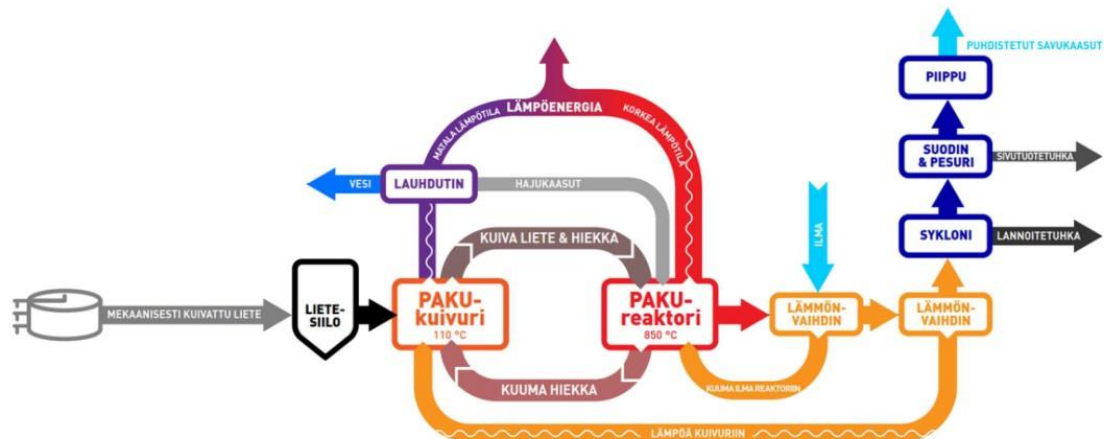 PUHDISTETUT SAVUKAASUT
PIIPPU
MATALA LÄMPÖTILA
LÄMPÖENERGIA
KORKEA LÄMPÖTILA
SUODIN
& PESURI
SIVUTUOTETUHKA
VESI
LAUHDUTIN
HAJUKAASUT
ILMA
SYKLONI
LANNOITETUHKA
KUIVA LIETE & HIEKKA
MEKAANISESTI KUIVATTU LIETE
LIETE-
SIILO
PAKU-
kuivuri
110 °C
PAKU-
reaktori
850 °C
LÄMMÖN-
VAIHDIN
LÄMMÖN-
VAIHDIN
KUUMA HIEKKA
KUUMA ILMA REAKTORIIN
LÄMPÖÄ KUIVURIIN